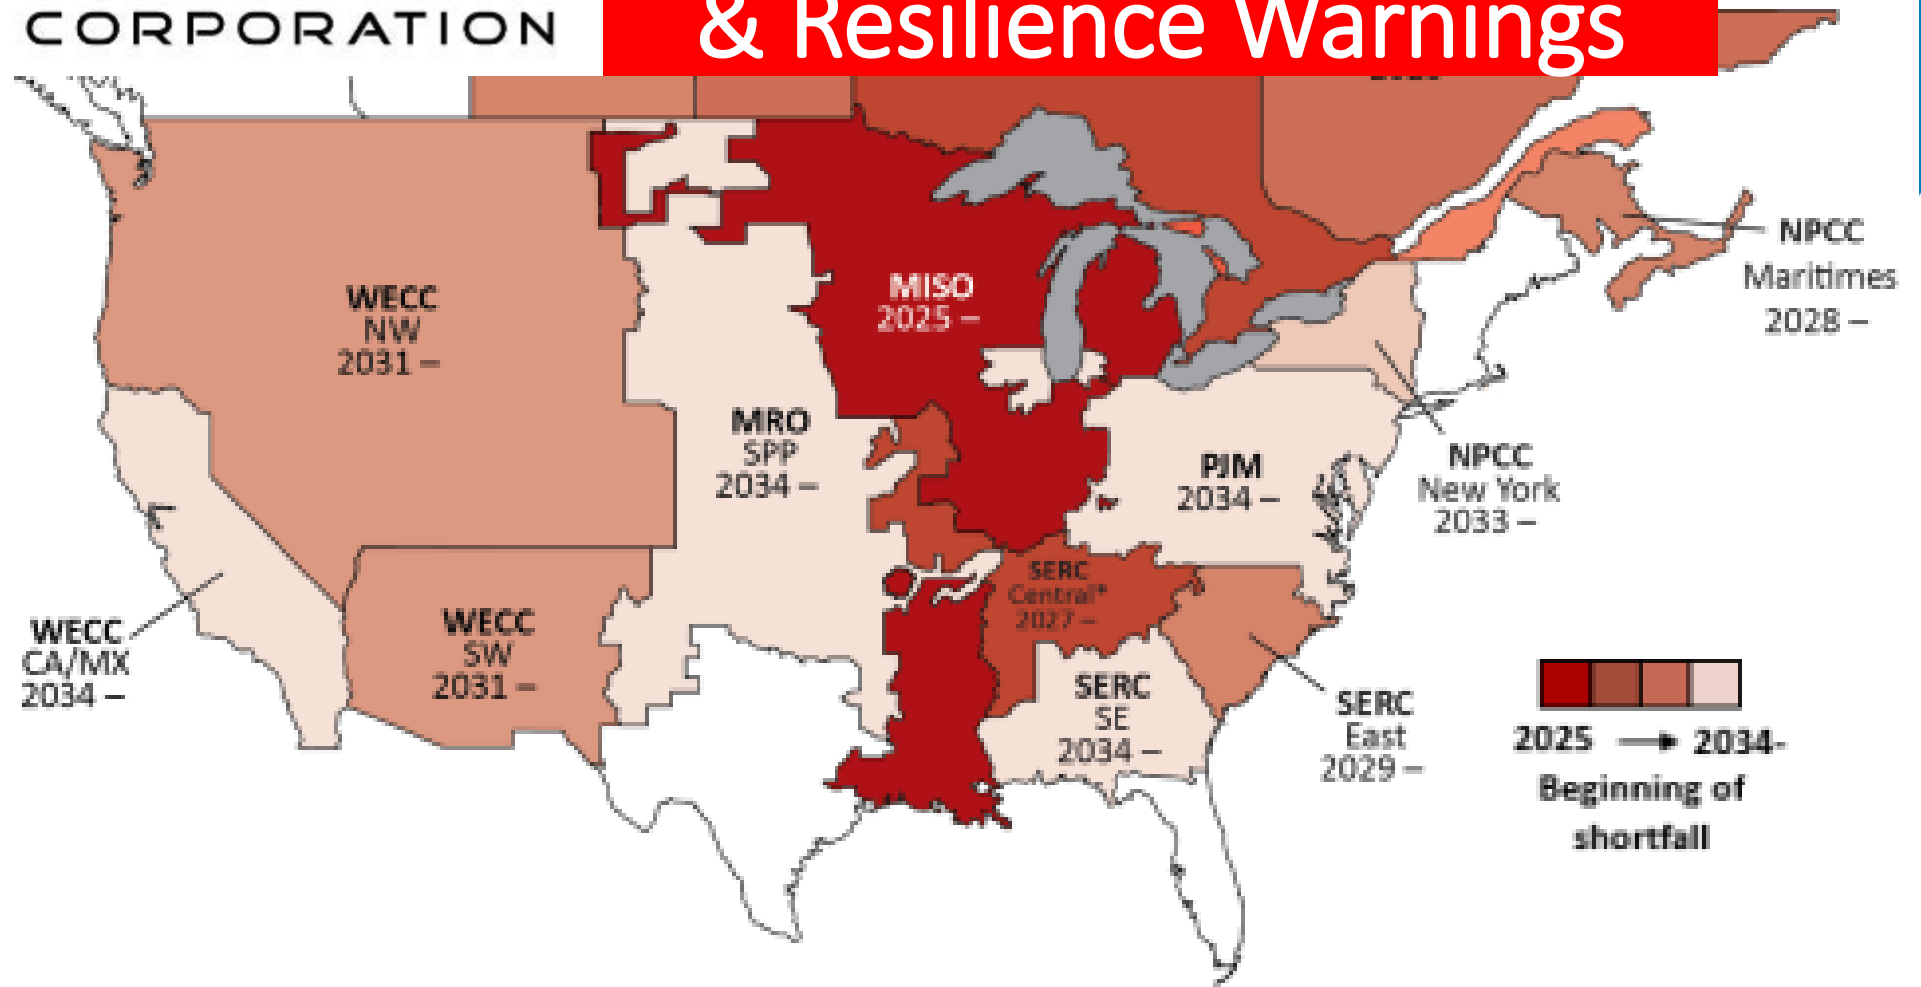 CORPORATION
& Resilience Warnings
NPCC
Maritimes
2028 –
WECC
NW
2031 –
MISO
2025 –
MRO
SPP
2034 –
PJM
2034 –
NPCC
New York
2033 –
WECC
CA/MX
2034 –
WECC
SW
2031 –
SERC
Central*
2027 –
SERC
SE
2034 –
SERC
East
2029 –
2025 → 2034-
Beginning of
shortfall